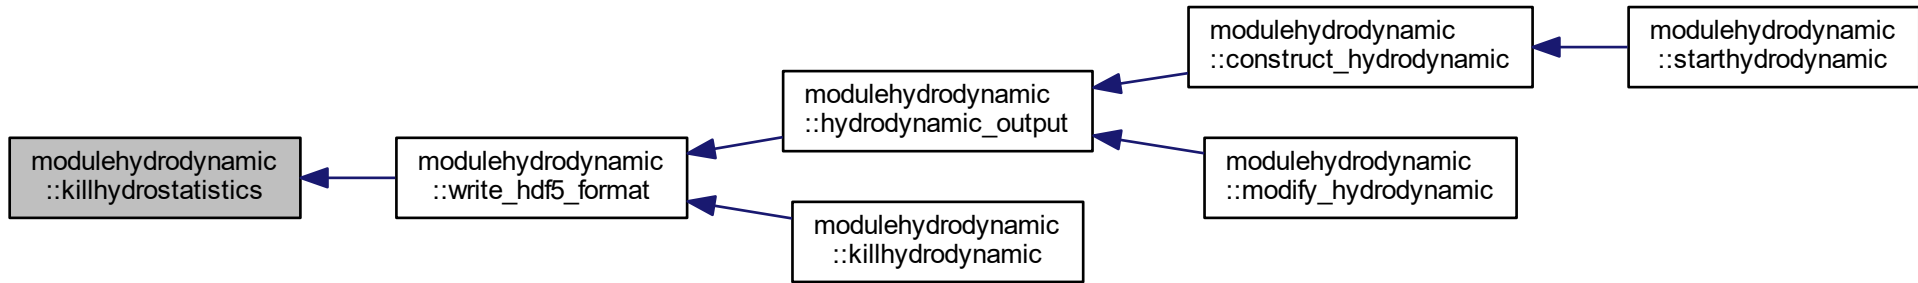 modulehydrodynamic
::killhydrostatistics
modulehydrodynamic
::write_hdf5_format
modulehydrodynamic
::hydrodynamic_output
modulehydrodynamic
::construct_hydrodynamic
modulehydrodynamic
::starthydrodynamic
modulehydrodynamic
::modify_hydrodynamic
modulehydrodynamic
::killhydrodynamic